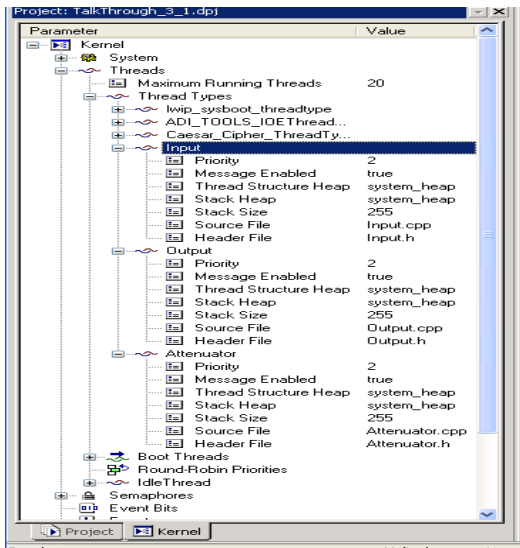 Project: TalkThrough_3_1.dpj
Parameter Value
Kernel
System
Threads
Maximum Running Threads 20
Thread Types
lwip_sysboot_threadtype
ADI_TOOLS_IOEThread...
Caesar_Cipher_ThreadTy...
Input
Priority 2
Message Enabled true
Thread Structure Heap system_heap
Stack Heap system_heap
Stack Size 255
Source File Input.cpp
Header File Input.h
Output
Priority 2
Message Enabled true
Thread Structure Heap system_heap
Stack Heap system_heap
Stack Size 255
Source File Output.cpp
Header File Output.h
Attenuator
Priority 2
Message Enabled true
Thread Structure Heap system_heap
Stack Heap system_heap
Stack Size 255
Source File Attenuator.cpp
Header File Attenuator.h
Boot Threads
Round-Robin Priorities
IdleThread
Semaphores
Event Bits
Project Kernel